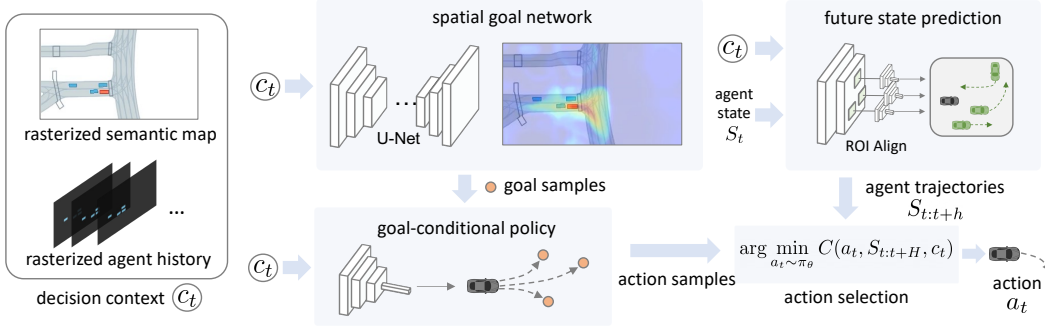 rasterized semantic map
...
rasterized agent history
decision context c_t
spatial goal network
c_t
U-Net
goal samples
goal-conditional policy
c_t
action samples
future state prediction
c_t
agent
state
S_t
ROI Align
agent trajectories
S_{t:t+h}
arg min_{a_t∼π_θ} C(a_t, S_{t:t+H}, c_t)
action selection
action
a_t